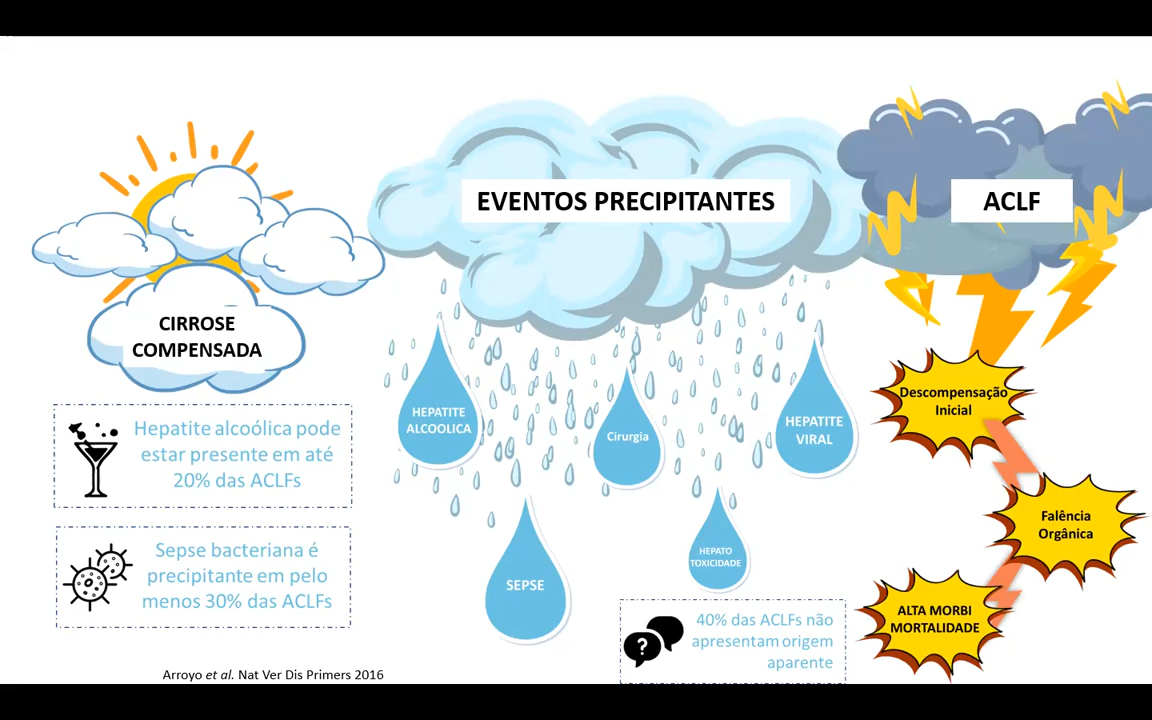 EVENTOS PRECIPITANTES
ACLF
CIRROSE
COMPENSADA
Hepatite alcoólica pode
estar presente em até
20% das ACLFs
Sepse bacteriana é
precipitante em pelo
menos 30% das ACLFs
HEPATITE
ALCOOLICA
Cirurgia
HEPATITE
VIRAL
SEPSE
HEPATO
TOXICIDADE
?
40% das ACLFs não
apresentam origem
aparente
Descompensação
Inicial
Falência
Orgânica
ALTA MORBI
MORTALIDADE
Arroyo et al. Nat Ver Dis Primers 2016